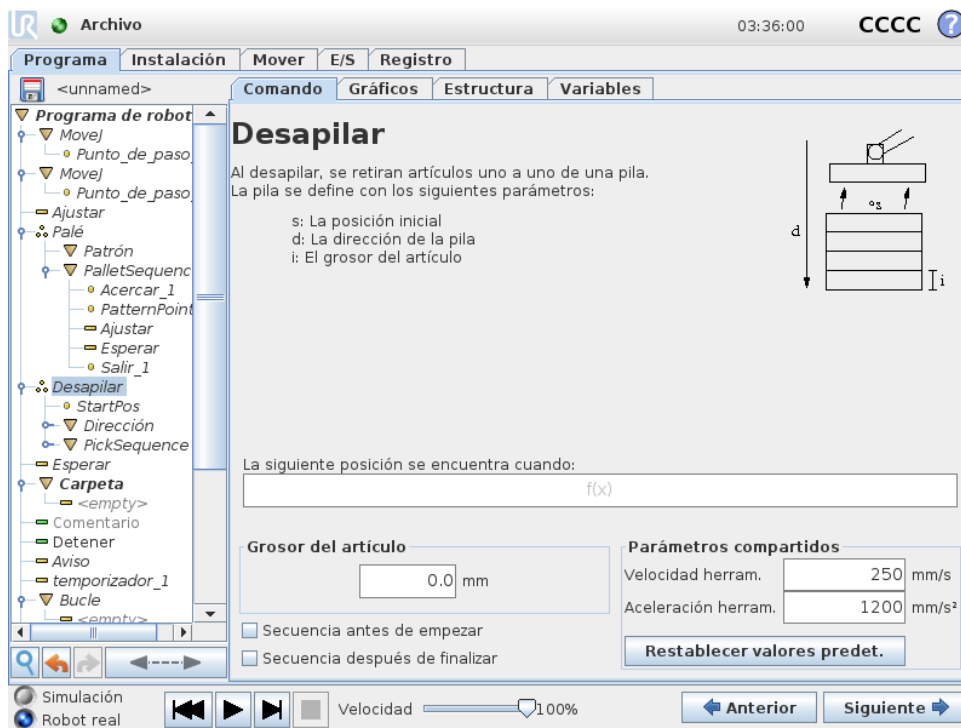 UR Archivo 03:36:00 CCCC ?
Programa Instalación Mover E/S Registro
<unnamed>
Comando Gráficos Estructura Variables
Programa de robot
MoveJ
Punto_de_paso
MoveJ
Punto_de_paso
Ajustar
Palé
Patrón
PalletSequenc
Acercar_1
PatternPoint
Ajustar
Esperar
Salir_1
Desapilar
StartPos
Dirección
PickSequence
Esperar
Carpeta
<empty>
Comentario
Detener
Aviso
temporizador_1
Bucle
<empty>
Desapilar
Al desapilar, se retiran artículos uno a uno de una pila.
La pila se define con los siguientes parámetros:
s: La posición inicial
d: La dirección de la pila
i: El grosor del artículo
s
d
i
La siguiente posición se encuentra cuando:
f(x)
Grosor del artículo
0.0 mm
Secuencia antes de empezar
Secuencia después de finalizar
Parámetros compartidos
Velocidad herram. 250 mm/s
Aceleración herram. 1200 mm/s²
Restablecer valores predet.
Simulación
Robot real
Velocidad 100%
Anterior Siguiente